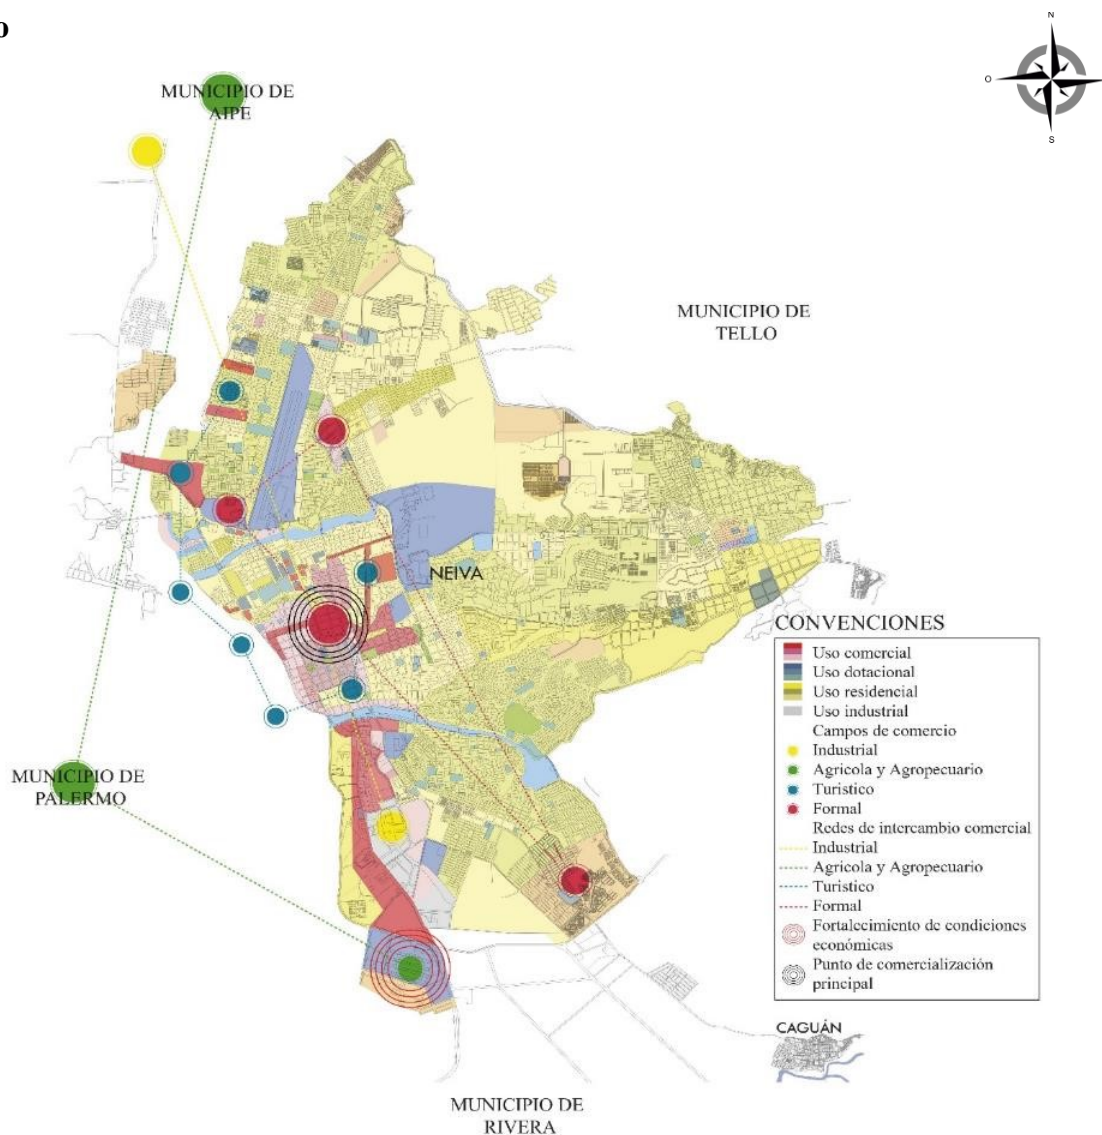 o
N
O
S
MUNICIPIO DE
AIPE
MUNICIPIO DE
TELLO
NEIVA
MUNICIPIO DE
PALERMO
CONVENCIONES
Uso comercial
Uso dotacional
Uso residencial
Uso industrial
Campos de comercio
Industrial
Agricola y Agropecuario
Turistico
Formal
Redes de intercambio comercial
Industrial
Agricola y Agropecuario
Turistico
Formal
Fortalecimiento de condiciones
económicas
Punto de comercialización
principal
CAGUÁN
MUNICIPIO DE
RIVERA